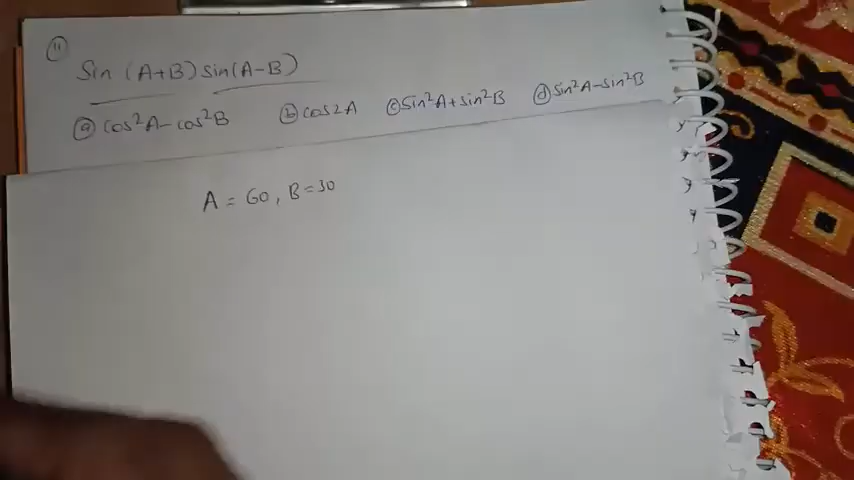 11
Sin (A+B) sin(A-B)
a cos²A - cos²B b cos2A c sin²A + sin²B d sin²A - sin²B
A = 60, B = 30